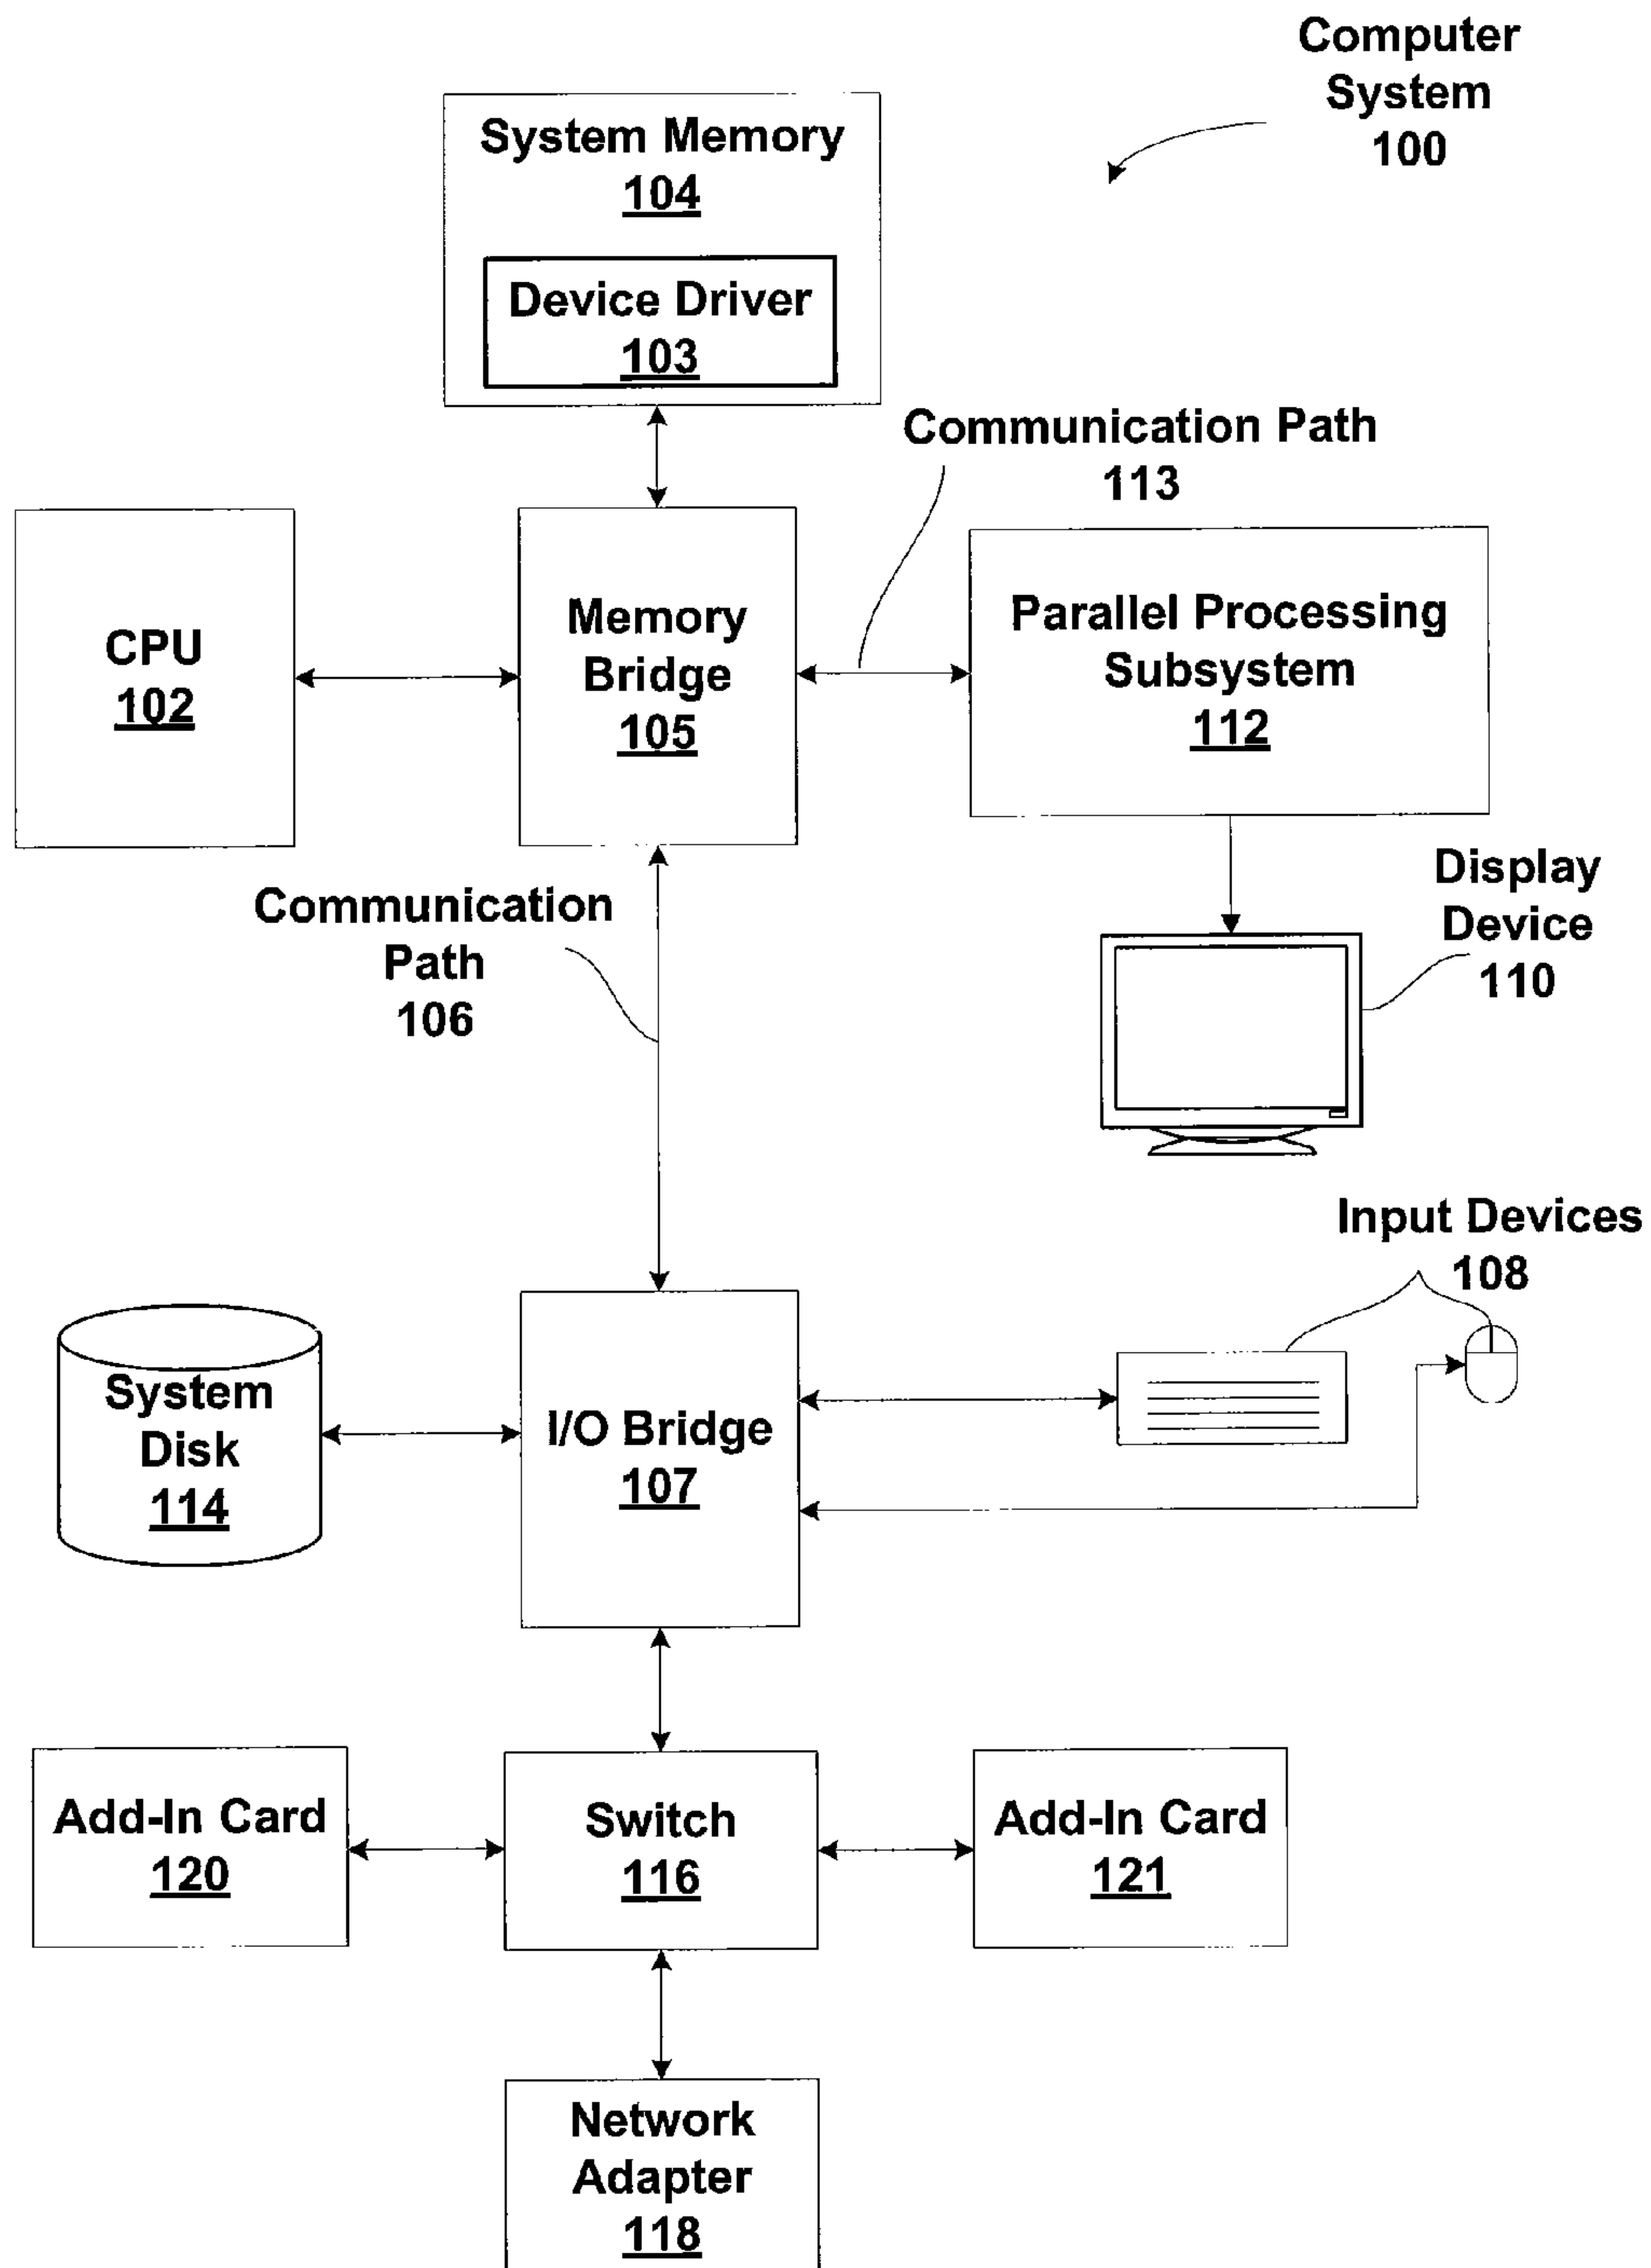 Computer
System
100
System Memory
104
Device Driver
103
Communication Path
113
CPU
102
Memory
Bridge
105
Parallel Processing
Subsystem
112
Communication
Path
106
Display
Device
110
Input Devices
108
System
Disk
114
I/O Bridge
107
Add-In Card
120
Switch
116
Add-In Card
121
Network
Adapter
118